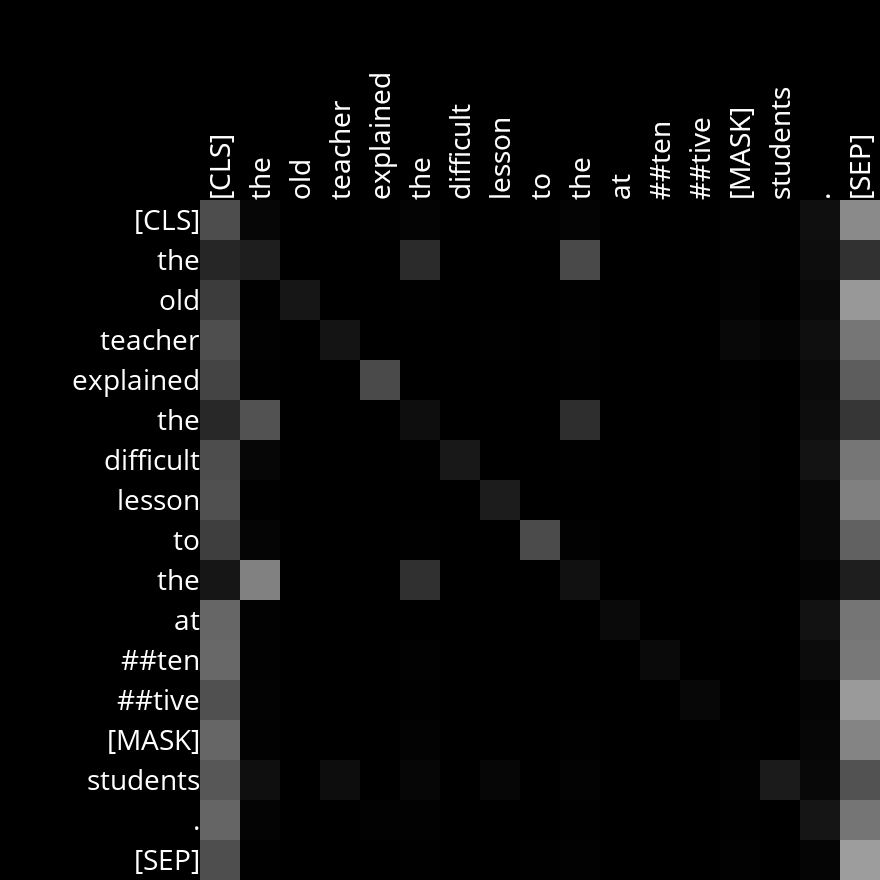 [CLS] the old teacher explained the difficult lesson to the at ##ten ##tive [MASK] students . [SEP]
[CLS]
the
old
teacher
explained
the
difficult
lesson
to
the
at
##ten
##tive
[MASK]
students
.
[SEP]